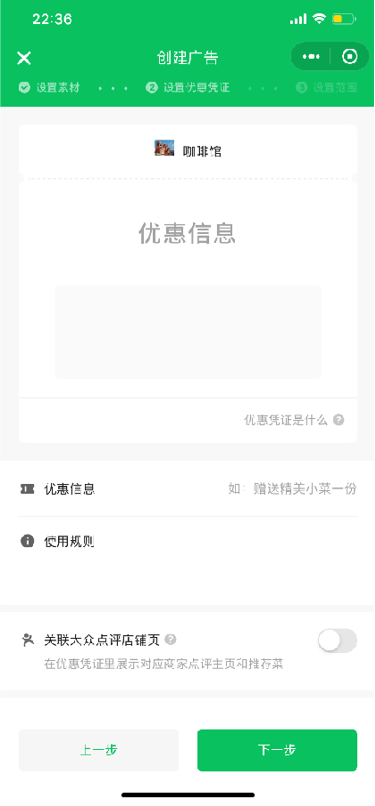 22:36
创建广告
设置素材
2 设置优惠凭证
3 设置范围
咖啡馆
优惠信息
优惠凭证是什么 ?
优惠信息 如：赠送精美小菜一份
使用规则
关联大众点评店铺页 ?
在优惠凭证里展示对应商家点评主页和推荐菜
上一步 下一步